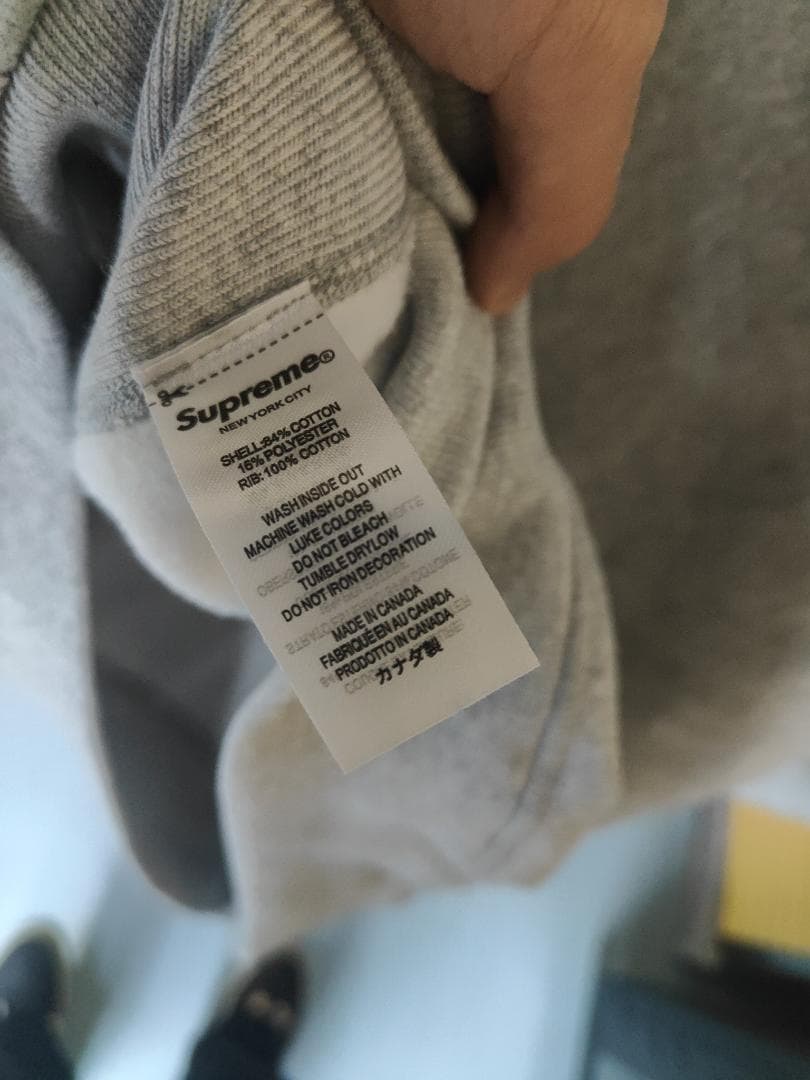 Supreme®
NEW YORK CITY
SHELL:84% COTTON
16% POLYESTER
RIB: 100% COTTON
WASH INSIDE OUT
MACHINE WASH COLD WITH
LUKE COLORS
DO NOT BLEACH
TUMBLE DRY LOW
DO NOT IRON DECORATION
MADE IN CANADA
FABRIQUÉ EN AU CANADA
PRODOTTO IN CANADA
カナダ製